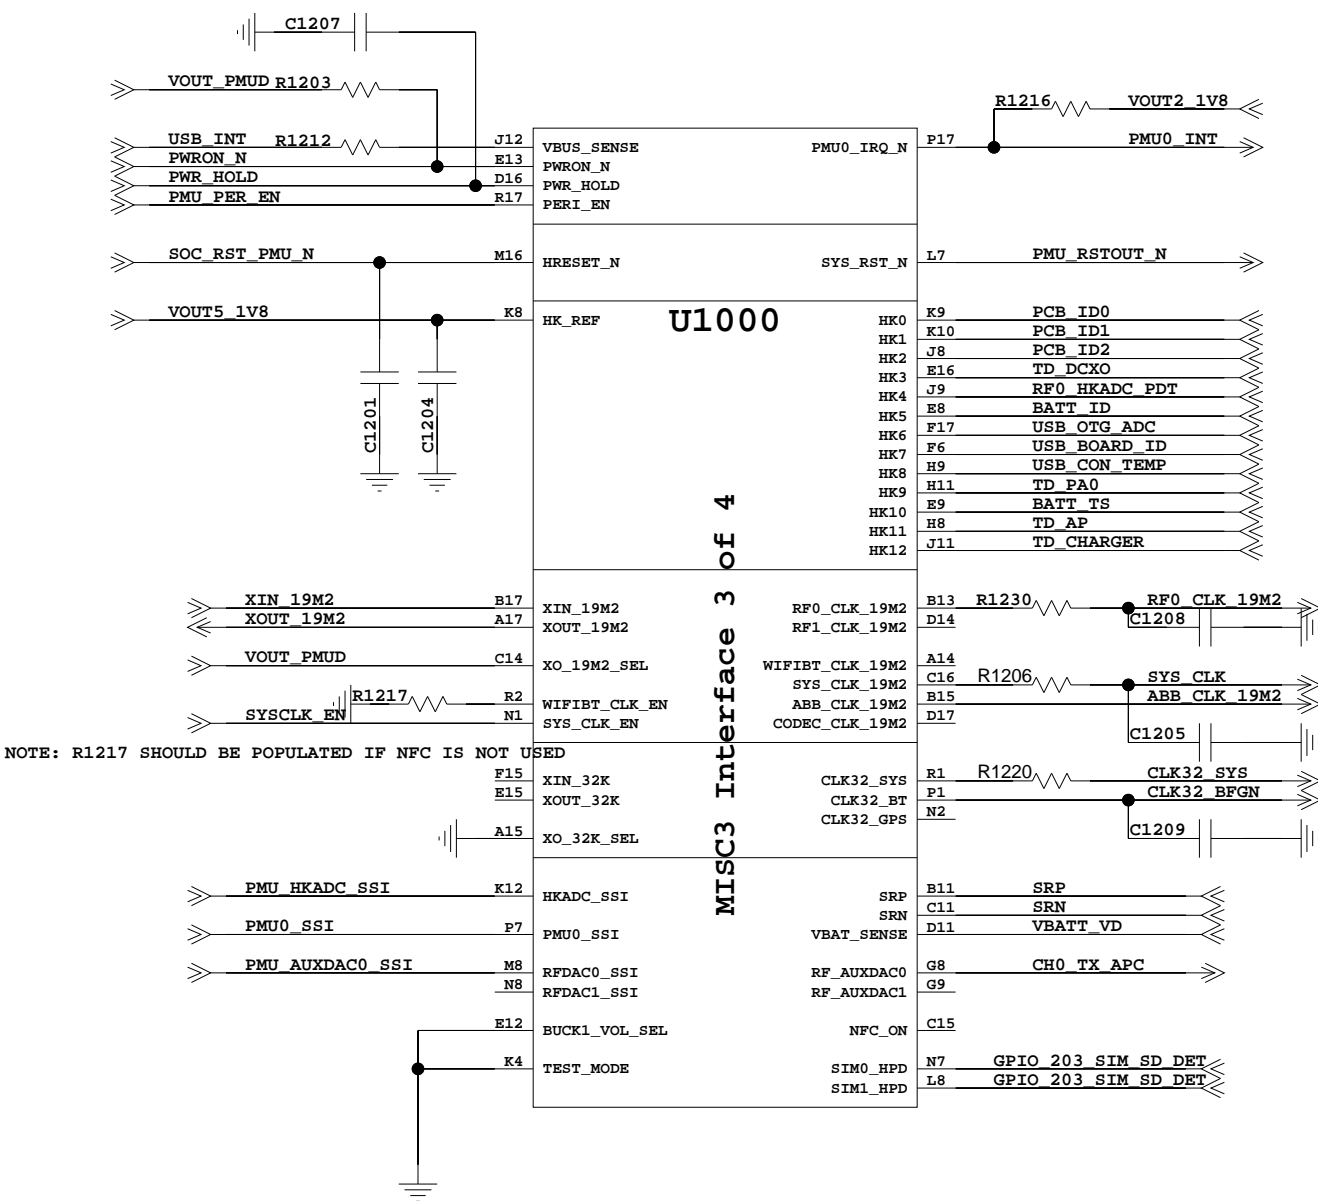 C1207
VOUT_PMUD R1203
R1216 VOUT2_1V8
USB_INT R1212 J12 VBUS_SENSE PMU0_IRQ_N P17 PMU0_INT
PWRON_N E13 PWRON_N
PWR_HOLD D16 PWR_HOLD
PMU_PER_EN R17 PERI_EN
SOC_RST_PMU_N M16 HRESET_N SYS_RST_N L7 PMU_RSTOUT_N
VOUT5_1V8 K8 HK_REF U1000 HK0 K9 PCB_ID0
HK1 K10 PCB_ID1
HK2 J8 PCB_ID2
HK3 E16 TD_DCXO
HK4 J9 RF0_HKADC_PDT
HK5 E8 BATT_ID
HK6 F17 USB_OTG_ADC
HK7 F6 USB_BOARD_ID
HK8 H9 USB_CON_TEMP
HK9 H11 TD_PA0
HK10 E9 BATT_TS
HK11 H8 TD_AP
HK12 J11 TD_CHARGER
C1201
C1204
MISC3 Interface 3 of 4
XIN_19M2 B17 XIN_19M2 RF0_CLK_19M2 B13 R1230 RF0_CLK_19M2
XOUT_19M2 A17 XOUT_19M2 RF1_CLK_19M2 D14 C1208
VOUT_PMUD C14 XO_19M2_SEL WIFIBT_CLK_19M2 A14
SYS_CLK_19M2 C16 R1206 SYS_CLK
R1217 R2 WIFIBT_CLK_EN ABB_CLK_19M2 B15 ABB_CLK_19M2
SYSCLK_EN N1 SYS_CLK_EN CODEC_CLK_19M2 D17
C1205
NOTE: R1217 SHOULD BE POPULATED IF NFC IS NOT USED
F15 XIN_32K CLK32_SYS R1 R1220 CLK32_SYS
E15 XOUT_32K CLK32_BT P1 CLK32_BFGN
CLK32_GPS N2
A15 XO_32K_SEL C1209
PMU_HKADC_SSI K12 HKADC_SSI SRP B11 SRP
SRN C11 SRN
PMU0_SSI P7 PMU0_SSI VBAT_SENSE D11 VBATT_VD
PMU_AUXDAC0_SSI M8 RFDAC0_SSI RF_AUXDAC0 G8 CH0_TX_APC
N8 RFDAC1_SSI RF_AUXDAC1 G9
E12 BUCK1_VOL_SEL NFC_ON C15
K4 TEST_MODE SIM0_HPD N7 GPIO_203_SIM_SD_DET
SIM1_HPD L8 GPIO_203_SIM_SD_DET